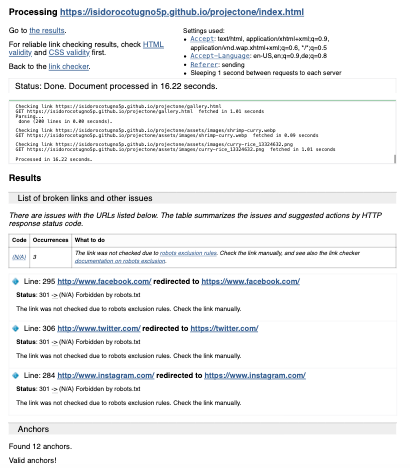 Processing https://isidorocotugno5p.github.io/projectone/index.html
Go to the results.
For reliable link checking results, check HTML
validity and CSS validity first.
Back to the link checker.
Settings used:
• Accept: text/html, application/xhtml+xml;q=0.9,
application/vnd.wap.xhtml+xml;q=0.6, */*;q=0.5
• Accept-Language: en-US,en;q=0.9,de;q=0.8
• Referer: sending
• Sleeping 1 second between requests to each server
Status: Done. Document processed in 16.22 seconds.
Checking link https://isidorocotugno5p.github.io/projectone/gallery.html
GET https://isidorocotugno5p.github.io/projectone/gallery.html fetched in 1.01 seconds
Parsing...
done (200 lines in 0.00 seconds).
Checking link https://isidorocotugno5p.github.io/projectone/assets/images/shrimp-curry.webp
GET https://isidorocotugno5p.github.io/projectone/assets/images/shrimp-curry.webp fetched in 0.09 seconds
Checking link https://isidorocotugno5p.github.io/projectone/assets/images/curry-rice_13324632.png
GET https://isidorocotugno5p.github.io/projectone/assets/images/curry-rice_13324632.png fetched in 1.01 seconds
Processed in 16.22 seconds.
Results
List of broken links and other issues
There are issues with the URLs listed below. The table summarizes the issues and suggested actions by HTTP
response status code.
Code Occurrences What to do
(N/A) 3 The link was not checked due to robots exclusion rules. Check the link manually, and see also the link checker
documentation on robots exclusion.
Line: 295 http://www.facebook.com/ redirected to https://www.facebook.com/
Status: 301 -> (N/A) Forbidden by robots.txt
The link was not checked due to robots exclusion rules. Check the link manually.
Line: 306 http://www.twitter.com/ redirected to https://twitter.com/
Status: 301 -> (N/A) Forbidden by robots.txt
The link was not checked due to robots exclusion rules. Check the link manually.
Line: 284 http://www.instagram.com/ redirected to https://www.instagram.com/
Status: 301 -> (N/A) Forbidden by robots.txt
The link was not checked due to robots exclusion rules. Check the link manually.
Anchors
Found 12 anchors.
Valid anchors!